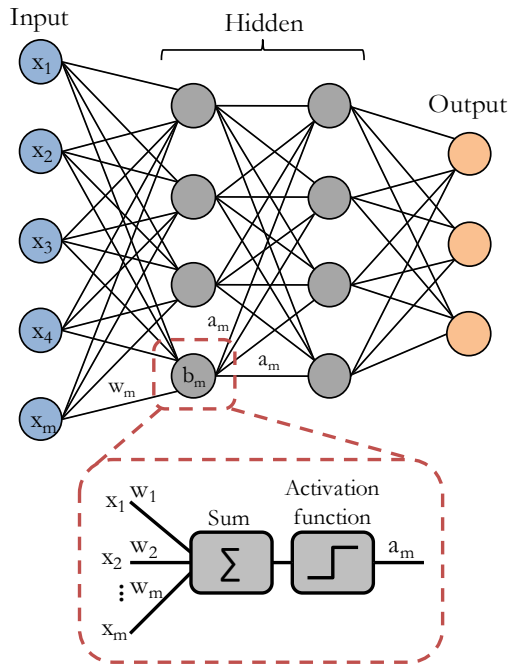 Input
Hidden
Output
x₁
x₂
x₃
x₄
xₘ
aₘ
aₘ
wₘ
bₘ
Activation
function
Sum
x₁ w₁
x₂ w₂
⋮ wₘ
xₘ
Σ
aₘ